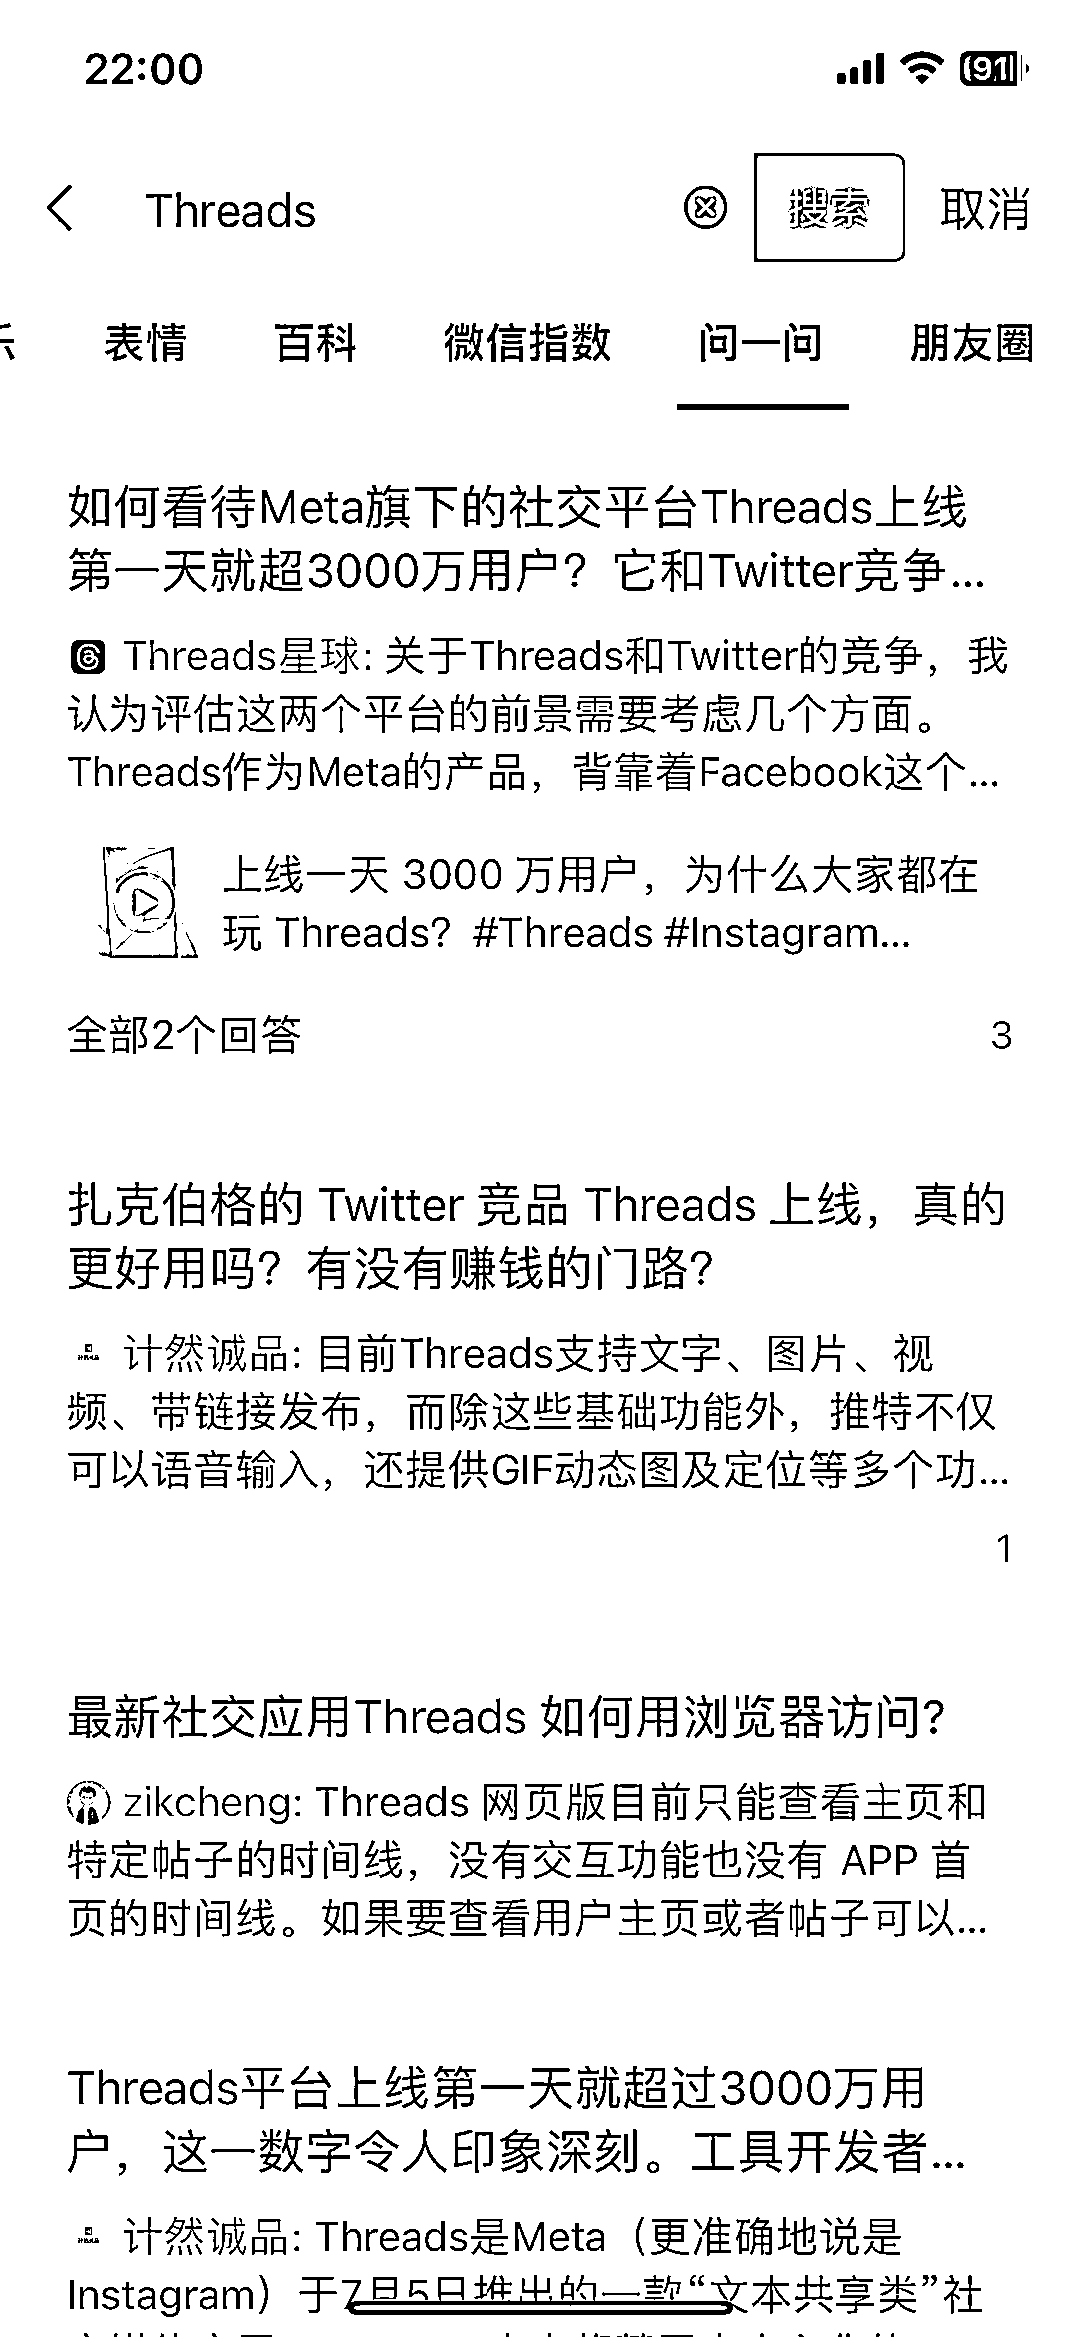 22:00
91
Threads
搜索
取消
表情
百科
微信指数
问一问
朋友圈
如何看待Meta旗下的社交平台Threads上线
第一天就超3000万用户？它和Twitter竞争...
Threads星球: 关于Threads和Twitter的竞争，我
认为评估这两个平台的前景需要考虑几个方面。
Threads作为Meta的产品，背靠着Facebook这个...
上线一天 3000 万用户，为什么大家都在
玩 Threads？#Threads #Instagram...
全部2个回答
3
扎克伯格的 Twitter 竞品 Threads 上线，真的
更好用吗？有没有赚钱的门路？
计然诚品: 目前Threads支持文字、图片、视
频、带链接发布，而除这些基础功能外，推特不仅
可以语音输入，还提供GIF动态图及定位等多个功...
1
最新社交应用Threads 如何用浏览器访问？
zikcheng: Threads 网页版目前只能查看主页和
特定帖子的时间线，没有交互功能也没有 APP 首
页的时间线。如果要查看用户主页或者帖子可以...
Threads平台上线第一天就超过3000万用
户，这一数字令人印象深刻。工具开发者...
计然诚品: Threads是Meta（更准确地说是
Instagram）于7月5日推出的一款“文本共享类”社